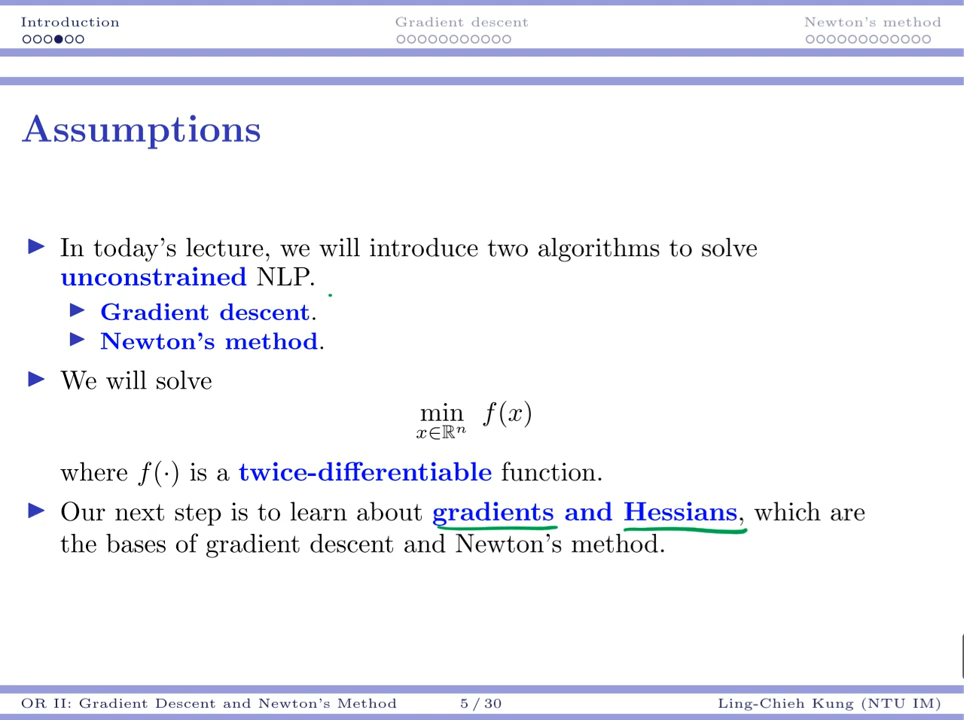 Introduction
Gradient descent
Newton's method
Assumptions
In today's lecture, we will introduce two algorithms to solve
unconstrained NLP.
Gradient descent.
Newton's method.
We will solve
min f(x)
x∈ℝⁿ
where f(·) is a twice-differentiable function.
Our next step is to learn about gradients and Hessians, which are
the bases of gradient descent and Newton's method.
OR II: Gradient Descent and Newton's Method
5 / 30
Ling-Chieh Kung (NTU IM)